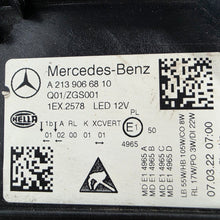 Mercedes-Benz
A 213 906 68 10
Q01/ZGS001
1EX.2578 LED 12V
HELLA
A RL K XCVERT
PL
E1 50
01 02 00 01 01
4965
MD E1 4965 A
MD E1 4965 B
MD E1 4965 C
MD E1 4965 D
07.03.22 07:00